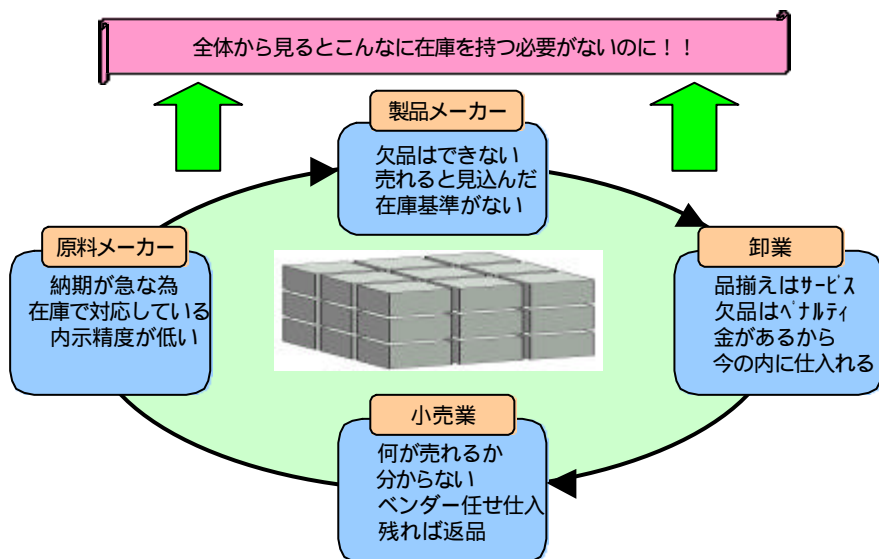 全体から見るとこんなに在庫を持つ必要がないのに！！
製品メーカー
欠品はできない
売れると見込んだ
在庫基準がない
原料メーカー
納期が急な為
在庫で対応している
内示精度が低い
卸業
品揃えはｻｰﾋﾞｽ
欠品はﾍﾟﾅﾙﾃｨ
金があるから
今の内に仕入れる
小売業
何が売れるか
分からない
ベンダー任せ仕入
残れば返品